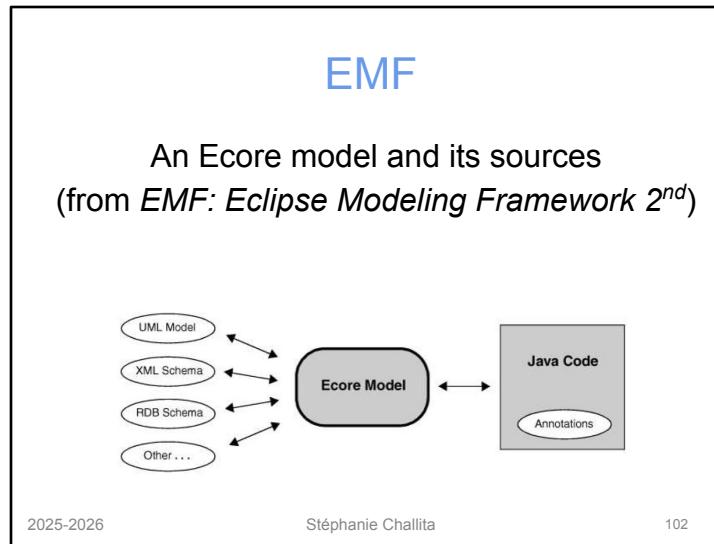 EMF
An Ecore model and its sources
(from EMF: Eclipse Modeling Framework 2nd)
UML Model
XML Schema
RDB Schema
Other . . .
Ecore Model
Java Code
Annotations
2025-2026
Stéphanie Challita
102